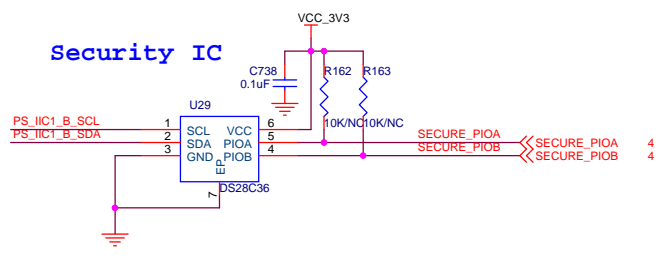 VCC_3V3
Security IC
C738
0.1uF
R162
R163
10K/NC
10K/NC
U29
PS_IIC1_B_SCL
PS_IIC1_B_SDA
1 SCL VCC 6
2 SDA PIOA 5
3 GND PIOB 4
EP
7
DS28C36
SECURE_PIOA
SECURE_PIOB
SECURE_PIOA 4
SECURE_PIOB 4